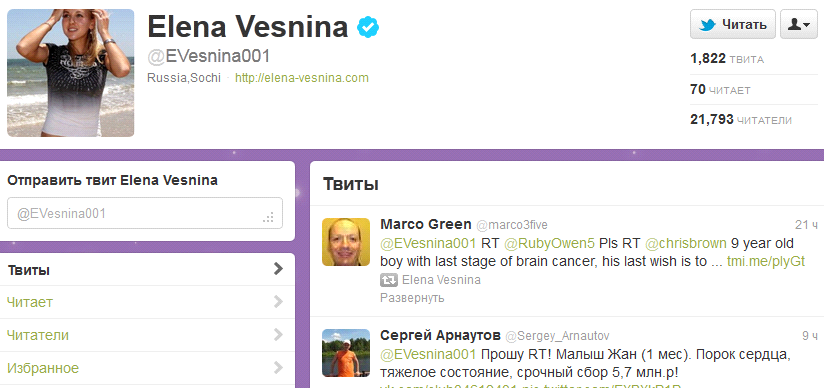 Elena Vesnina
@EVesnina001
Russia,Sochi · http://elena-vesnina.com
Читать
1,822 ТВИТА
70 ЧИТАЕТ
21,793 ЧИТАТЕЛИ
Отправить твит Elena Vesnina
@EVesnina001
Твиты
Читает
Читатели
Избранное
Твиты
Marco Green @marco3five 21 ч
@EVesnina001 RT @RubyOwen5 Pls RT @chrisbrown 9 year old
boy with last stage of brain cancer, his last wish is to ... tmi.me/plyGt
Elena Vesnina
Развернуть
Сергей Арнаутов @Sergey_Arnautov 9 ч
@EVesnina001 Прошу RT! Малыш Жан (1 мес). Порок сердца,
тяжелое состояние, срочный сбор 5,7 млн.р!